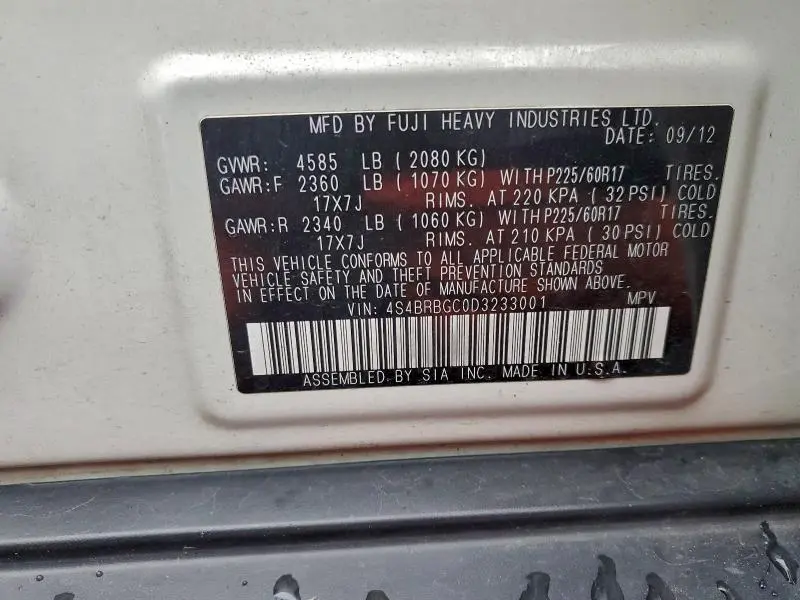 MFD BY FUJI HEAVY INDUSTRIES LTD.
DATE: 09/12
GVWR: 4585 LB (2080 KG)
GAWR:F 2360 LB (1070 KG) WITH P225/60R17 TIRES.
17X7J RIMS. AT 220 KPA (32 PSI) COLD
GAWR:R 2340 LB (1060 KG) WITH P225/60R17 TIRES.
17X7J RIMS. AT 210 KPA (30 PSI) COLD
THIS VEHICLE CONFORMS TO ALL APPLICABLE FEDERAL MOTOR
VEHICLE SAFETY AND THEFT PREVENTION STANDARDS
IN EFFECT ON THE DATE OF MANUFACTURE SHOWN ABOVE.
VIN: 4S4BRBGC0D3233001 MPV
ASSEMBLED BY SIA INC. MADE IN U.S.A.